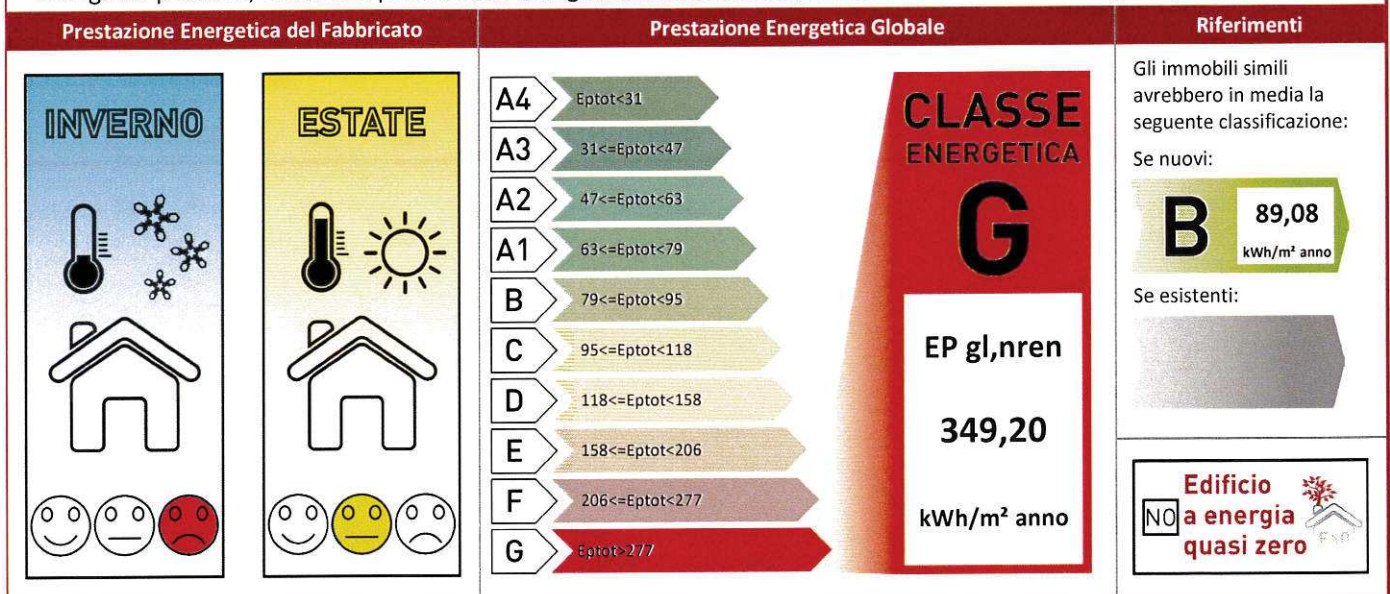 Prestazione Energetica del Fabbricato
Prestazione Energetica Globale
Riferimenti
INVERNO
ESTATE
A4 Eptot<31
A3 31<=Eptot<47
A2 47<=Eptot<63
A1 63<=Eptot<79
B 79<=Eptot<95
C 95<=Eptot<118
D 118<=Eptot<158
E 158<=Eptot<206
F 206<=Eptot<277
G Eptot>277
CLASSE
ENERGETICA
G
EP gl,nren
349,20
kWh/m² anno
Gli immobili simili
avrebbero in media la
seguente classificazione:
Se nuovi:
B 89,08
kWh/m² anno
Se esistenti:
Edificio
NO a energia
quasi zero